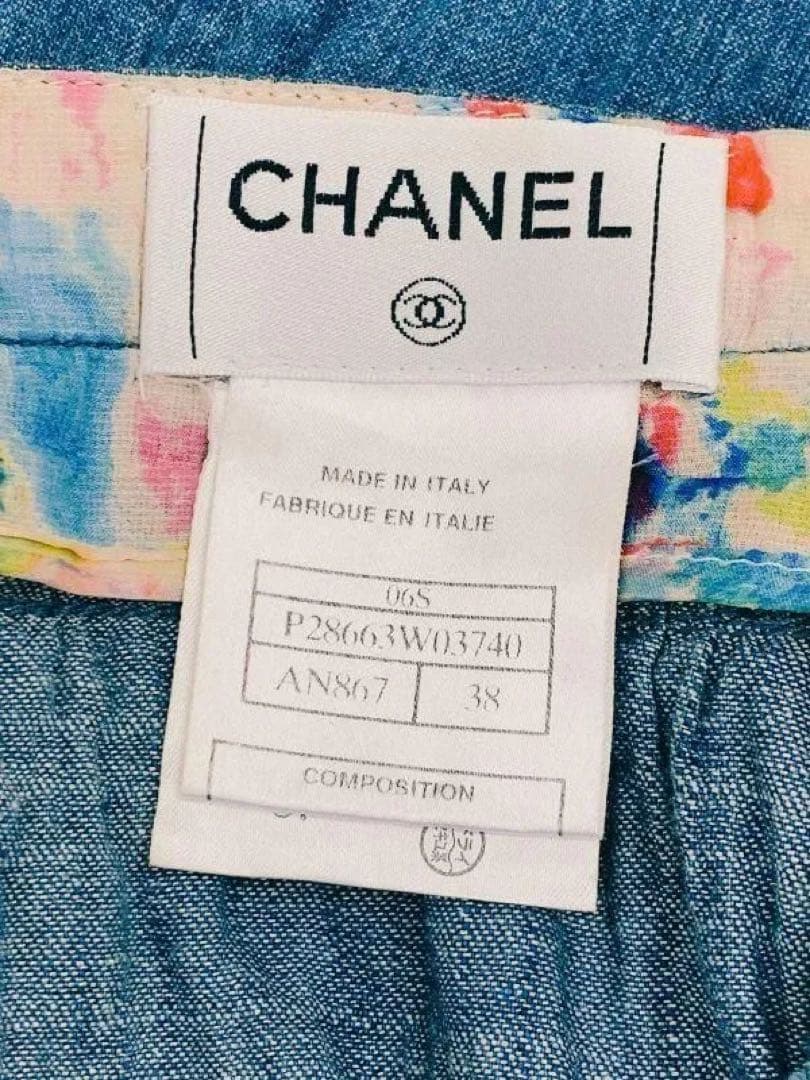 CHANEL
MADE IN ITALY
FABRIQUE EN ITALIE
06S
P28663W03740
AN867 38
COMPOSITION